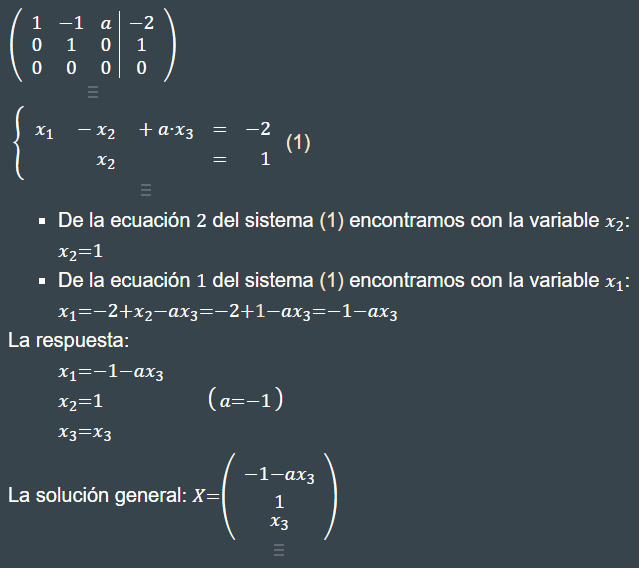 1 −1 a | −2
0 1 0 | 1
0 0 0 | 0
x₁ − x₂ + a·x₃ = −2 (1)
x₂ = 1
▪ De la ecuación 2 del sistema (1) encontramos con la variable x₂:
x₂=1
▪ De la ecuación 1 del sistema (1) encontramos con la variable x₁:
x₁=−2+x₂−ax₃=−2+1−ax₃=−1−ax₃
La respuesta:
x₁=−1−ax₃
x₂=1 (a=−1)
x₃=x₃
−1−ax₃
La solución general: X= 1
x₃